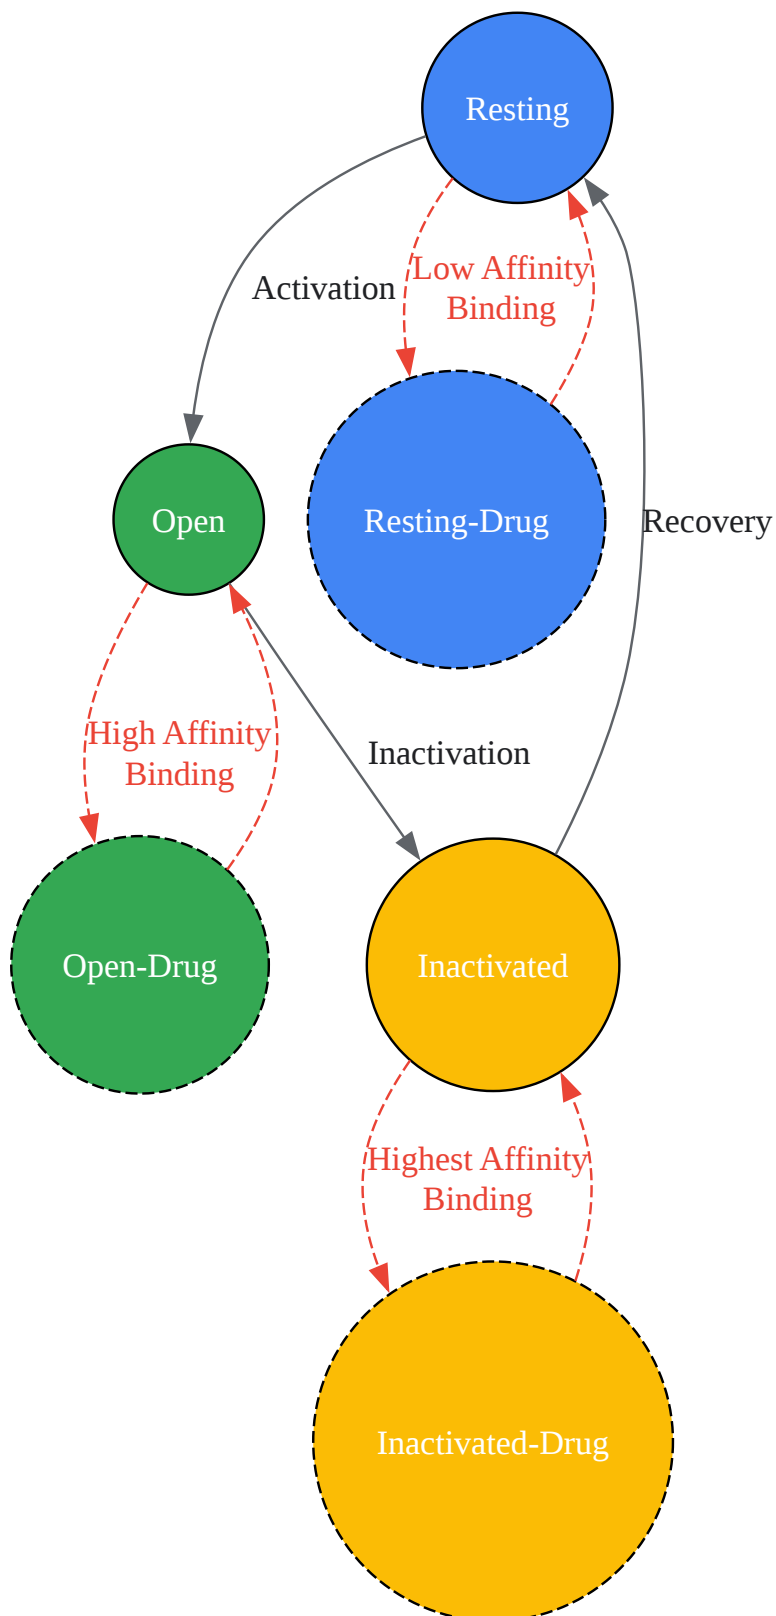 Resting
Activation
Low Affinity
Binding
Open
Resting-Drug
Recovery
High Affinity
Binding
Inactivation
Open-Drug
Inactivated
Highest Affinity
Binding
Inactivated-Drug